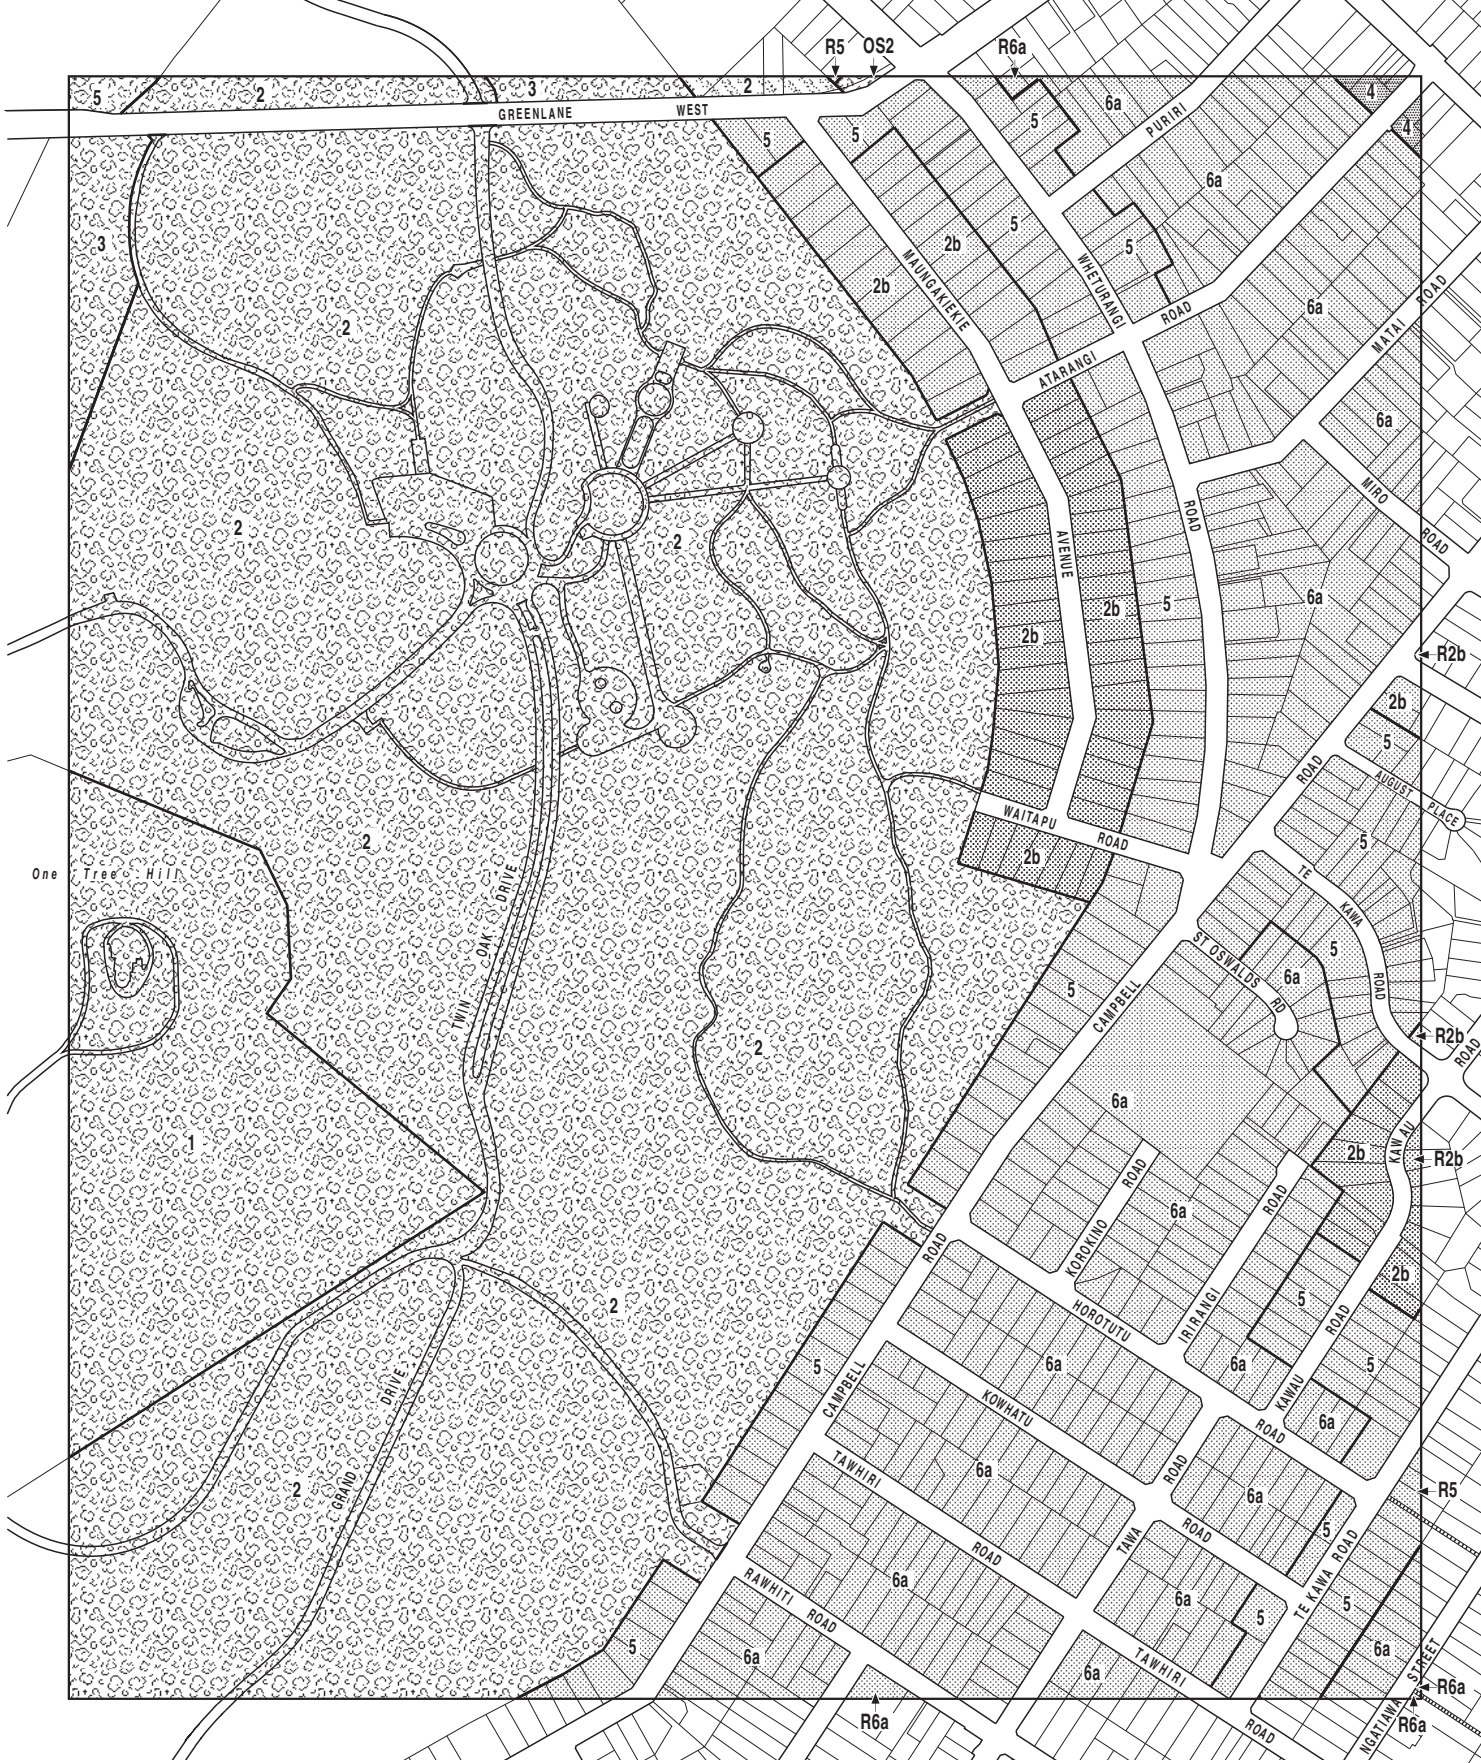 R5
OS2
R6a
5
2
3
2
GREENLANE
WEST
4
4
5
5
5
6a
PURIRI
6a
3
2b
5
5
2b
MAUNGAKIEKIE
WHETURANGI
ROAD
6a
ROAD
MATAI
2
ATARANGI
6a
MIRO
ROAD
2
2
AVENUE
ROAD
2b
2b
5
6a
R2b
2b
5
ROAD
AUGUST PLACE
WAITAPU
ROAD
2
2b
5
One Tree Hill
DRIVE
OAK
TWIN
TE
KAWA
ROAD
ST OSWALDS RD
5
6a
5
CAMPBELL
R2b
ROAD
2
6a
1
2b
KAWAU
R2b
ROAD
KOROKINO
6a
ROAD
IRIRANGI
ROAD
2b
2
HOROTUTU
5
ROAD
5
5
CAMPBELL
6a
6a
KAWAU
DRIVE
KOWHATU
ROAD
6a
2
GRAND
TAWHIRI
6a
ROAD
6a
R5
ROAD
TAWA
ROAD
5
ROAD
TE KAWA
RAWHITI
ROAD
6a
6a
5
5
5
6a
TAWHIRI
6a
6a
STREET
R6a
R6a
ROAD
NGATIAWA
R6a